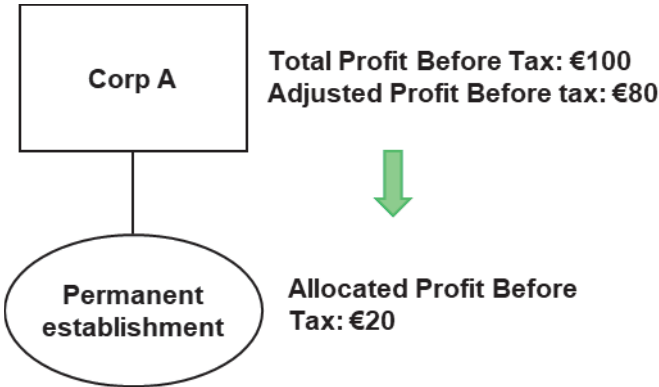 Corp A
Total Profit Before Tax: €100
Adjusted Profit Before tax: €80
Permanent
establishment
Allocated Profit Before
Tax: €20